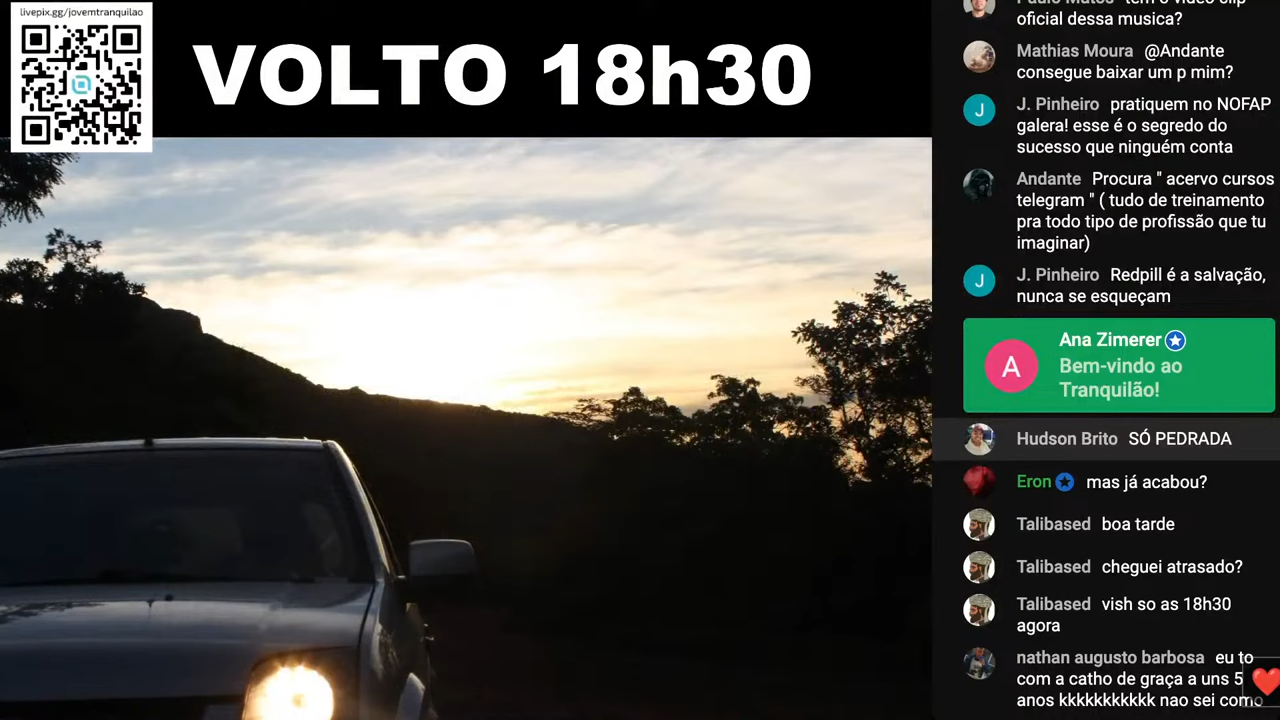 livepix.gg/jovemtranquilao
VOLTO 18h30
tem o video clip
oficial dessa musica?
Mathias Moura @Andante
consegue baixar um p mim?
J
J. Pinheiro pratiquem no NOFAP
galera! esse é o segredo do
sucesso que ninguém conta
Andante Procura " acervo cursos
telegram " ( tudo de treinamento
pra todo tipo de profissão que tu
imaginar)
J
J. Pinheiro Redpill é a salvação,
nunca se esqueçam
A
Ana Zimerer
Bem-vindo ao
Tranquilão!
Hudson Brito SÓ PEDRADA
Eron mas já acabou?
Talibased boa tarde
Talibased cheguei atrasado?
Talibased vish so as 18h30
agora
nathan augusto barbosa eu to
com a catho de graça a uns 5
anos kkkkkkkkkkk nao sei como